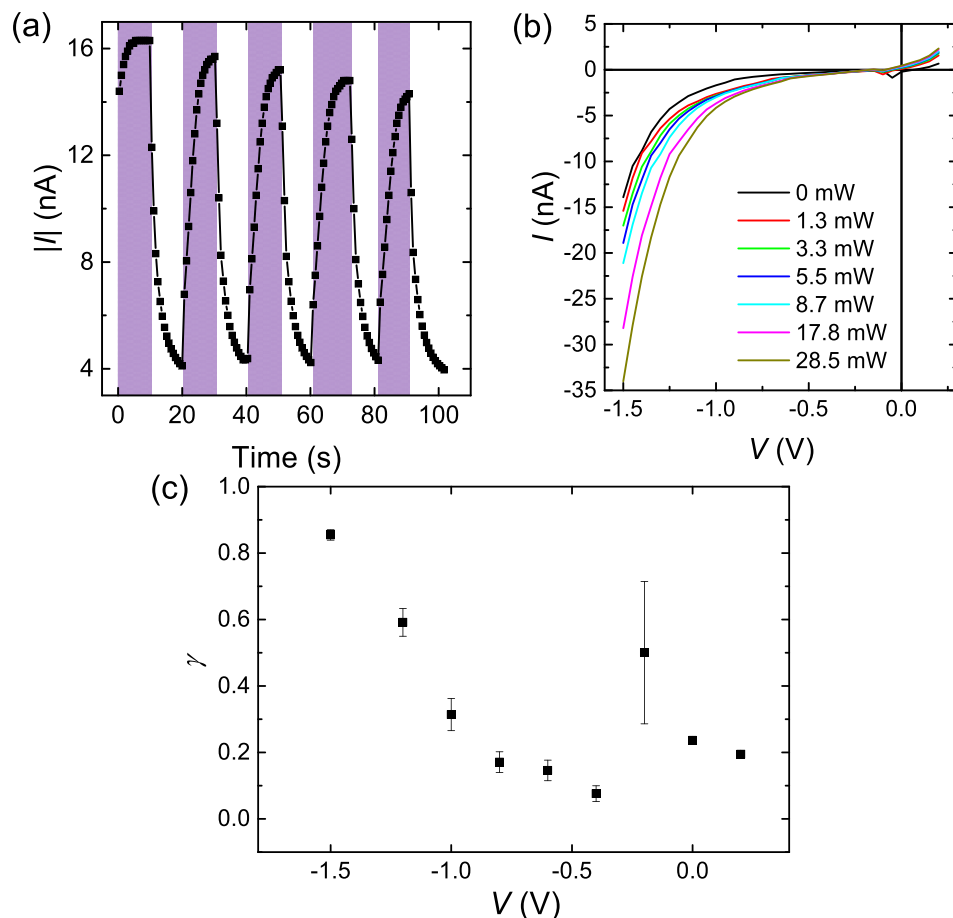 (a)
16
12
8
4
|I| (nA)
0 20 40 60 80 100
Time (s)
(b)
5
0
-5
-10
-15
-20
-25
-30
-35
I (nA)
0 mW
1.3 mW
3.3 mW
5.5 mW
8.7 mW
17.8 mW
28.5 mW
-1.5 -1.0 -0.5 0.0
V (V)
(c)
1.0
0.8
0.6
0.4
0.2
0.0
γ
-1.5 -1.0 -0.5 0.0
V (V)